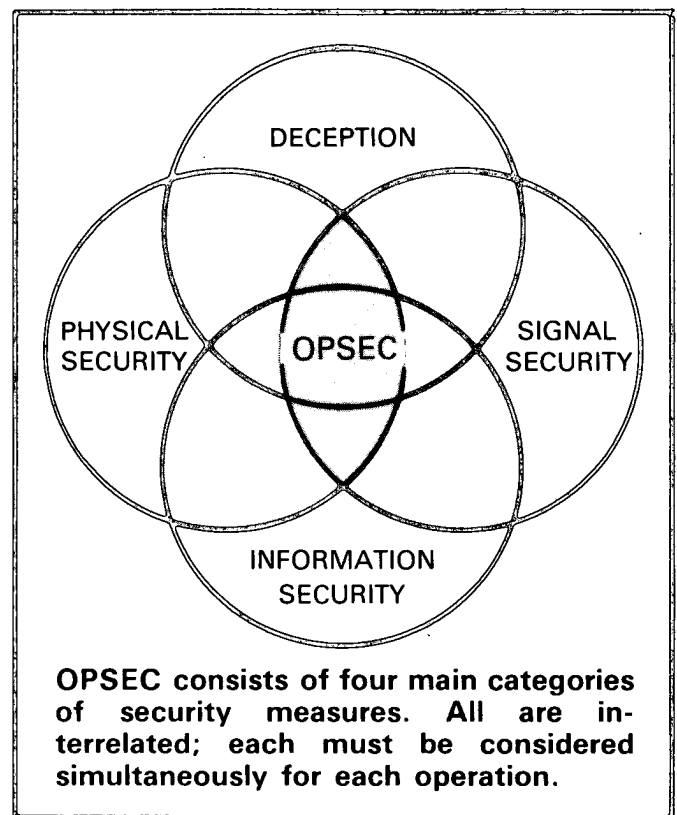 DECEPTION
PHYSICAL
SECURITY
OPSEC
SIGNAL
SECURITY
INFORMATION
SECURITY
OPSEC consists of four main categories
of security measures. All are in-
terrelated; each must be considered
simultaneously for each operation.